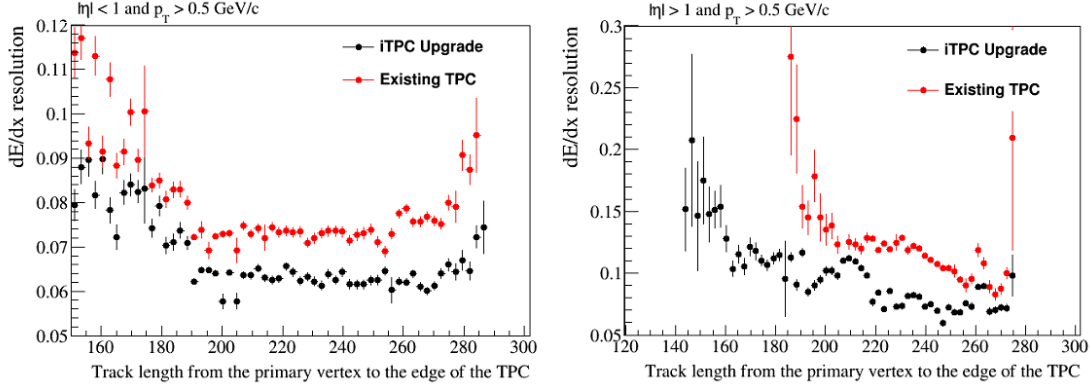 |η| < 1 and p_T > 0.5 GeV/c
dE/dx resolution
0.12
0.11
0.1
0.09
0.08
0.07
0.06
0.05
iTPC Upgrade
Existing TPC
160 180 200 220 240 260 280 300
Track length from the primary vertex to the edge of the TPC
|η| > 1 and p_T > 0.5 GeV/c
dE/dx resolution
0.3
0.25
0.2
0.15
0.1
0.05
iTPC Upgrade
Existing TPC
120 140 160 180 200 220 240 260 280 300
Track length from the primary vertex to the edge of the TPC